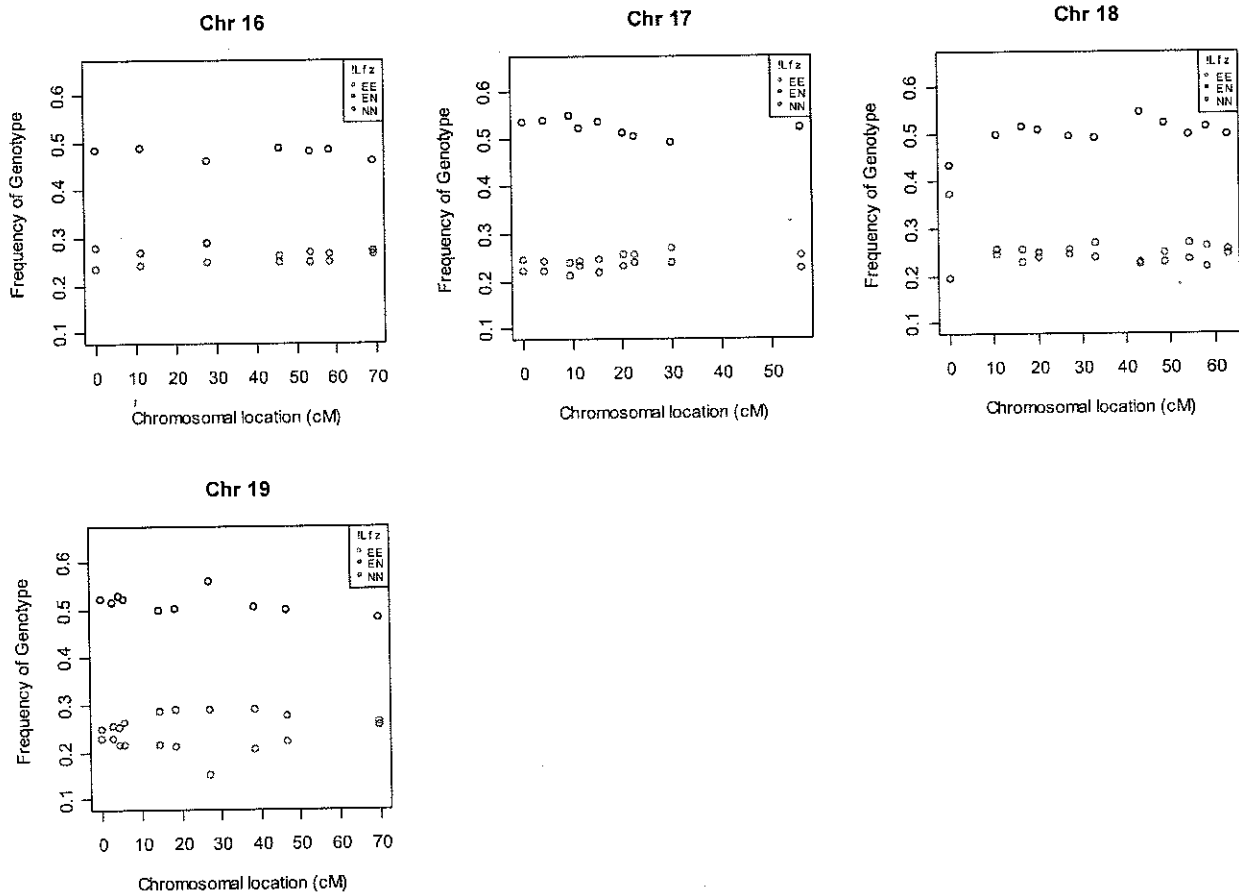 Chr 16
Frequency of Genotype
0.1 0.2 0.3 0.4 0.5 0.6
!Lfz
EE
EN
NN
0 10 20 30 40 50 60 70
Chromosomal location (cM)
Chr 17
Frequency of Genotype
0.1 0.2 0.3 0.4 0.5 0.6
!Lfz
EE
EN
NN
0 10 20 30 40 50
Chromosomal location (cM)
Chr 18
Frequency of Genotype
0.1 0.2 0.3 0.4 0.5 0.6
!Lfz
EE
EN
NN
0 10 20 30 40 50 60
Chromosomal location (cM)
Chr 19
Frequency of Genotype
0.1 0.2 0.3 0.4 0.5 0.6
!Lfz
EE
EN
NN
0 10 20 30 40 50 60 70
Chromosomal location (cM)